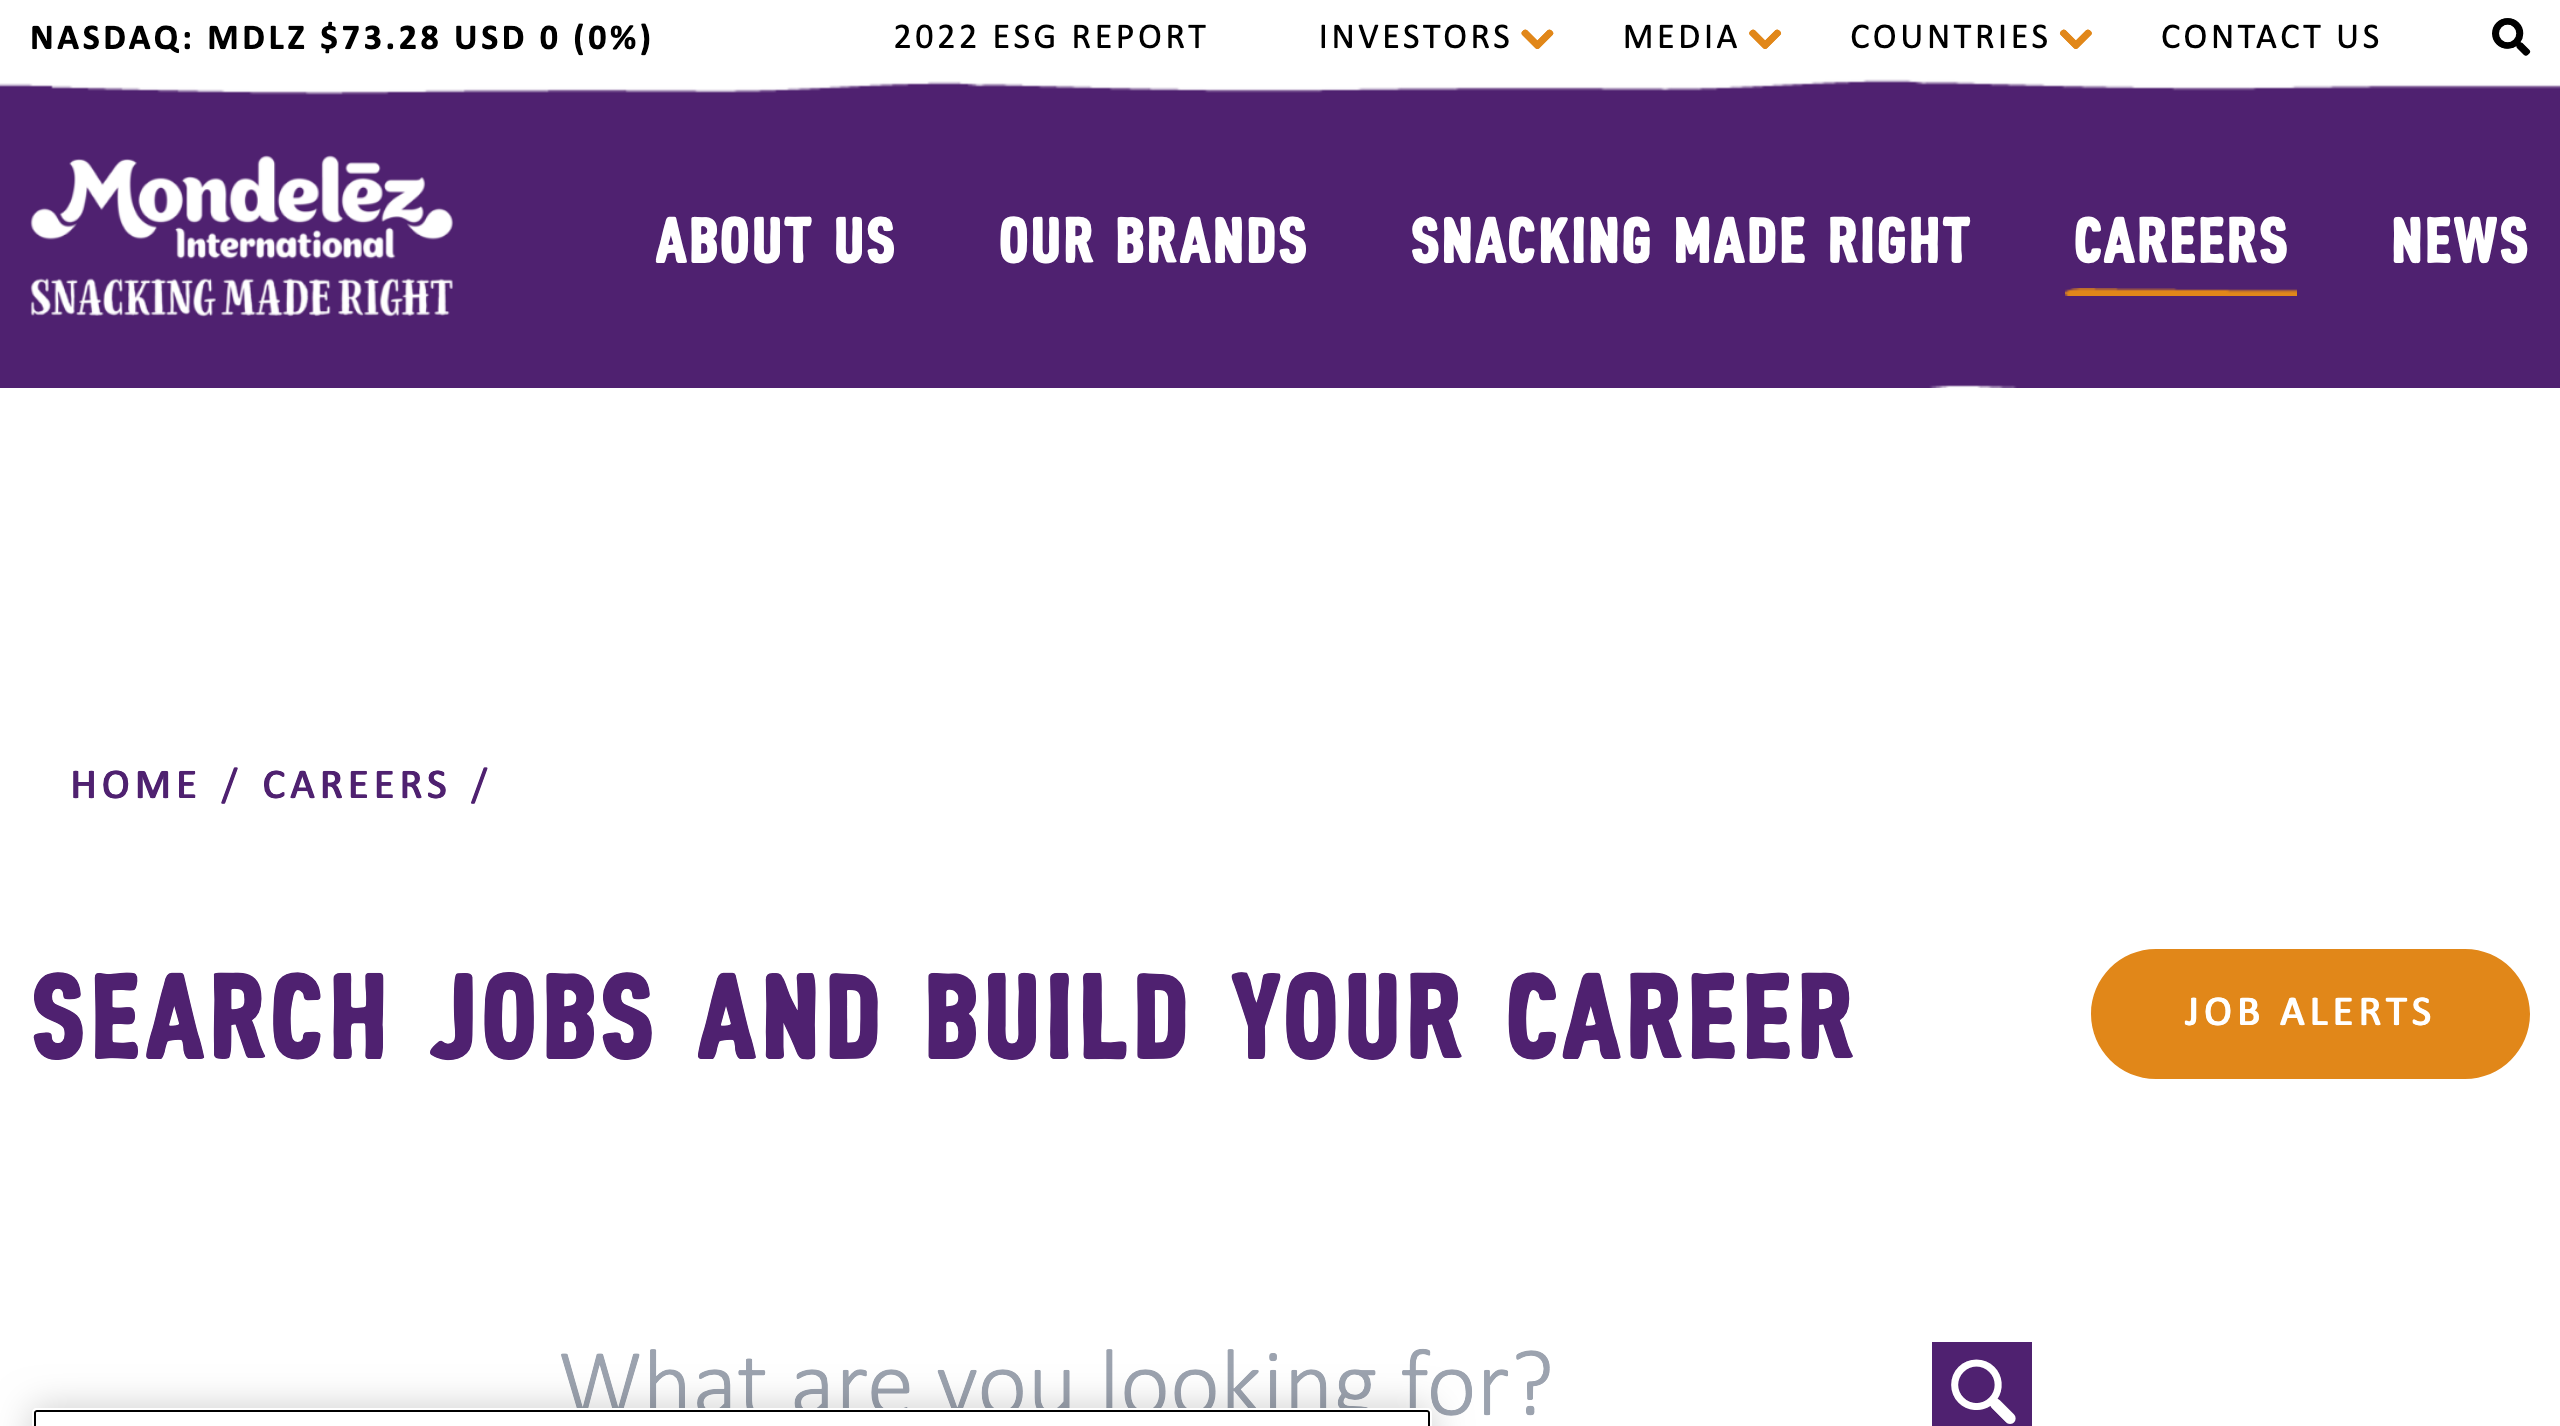 NASDAQ: MDLZ $73.28 USD 0 (0%) 2022 ESG REPORT INVESTORS MEDIA COUNTRIES CONTACT US
Mondelēz
International
SNACKING MADE RIGHT
ABOUT US OUR BRANDS SNACKING MADE RIGHT CAREERS NEWS
HOME / CAREERS /
SEARCH JOBS AND BUILD YOUR CAREER
JOB ALERTS
What are you looking for?